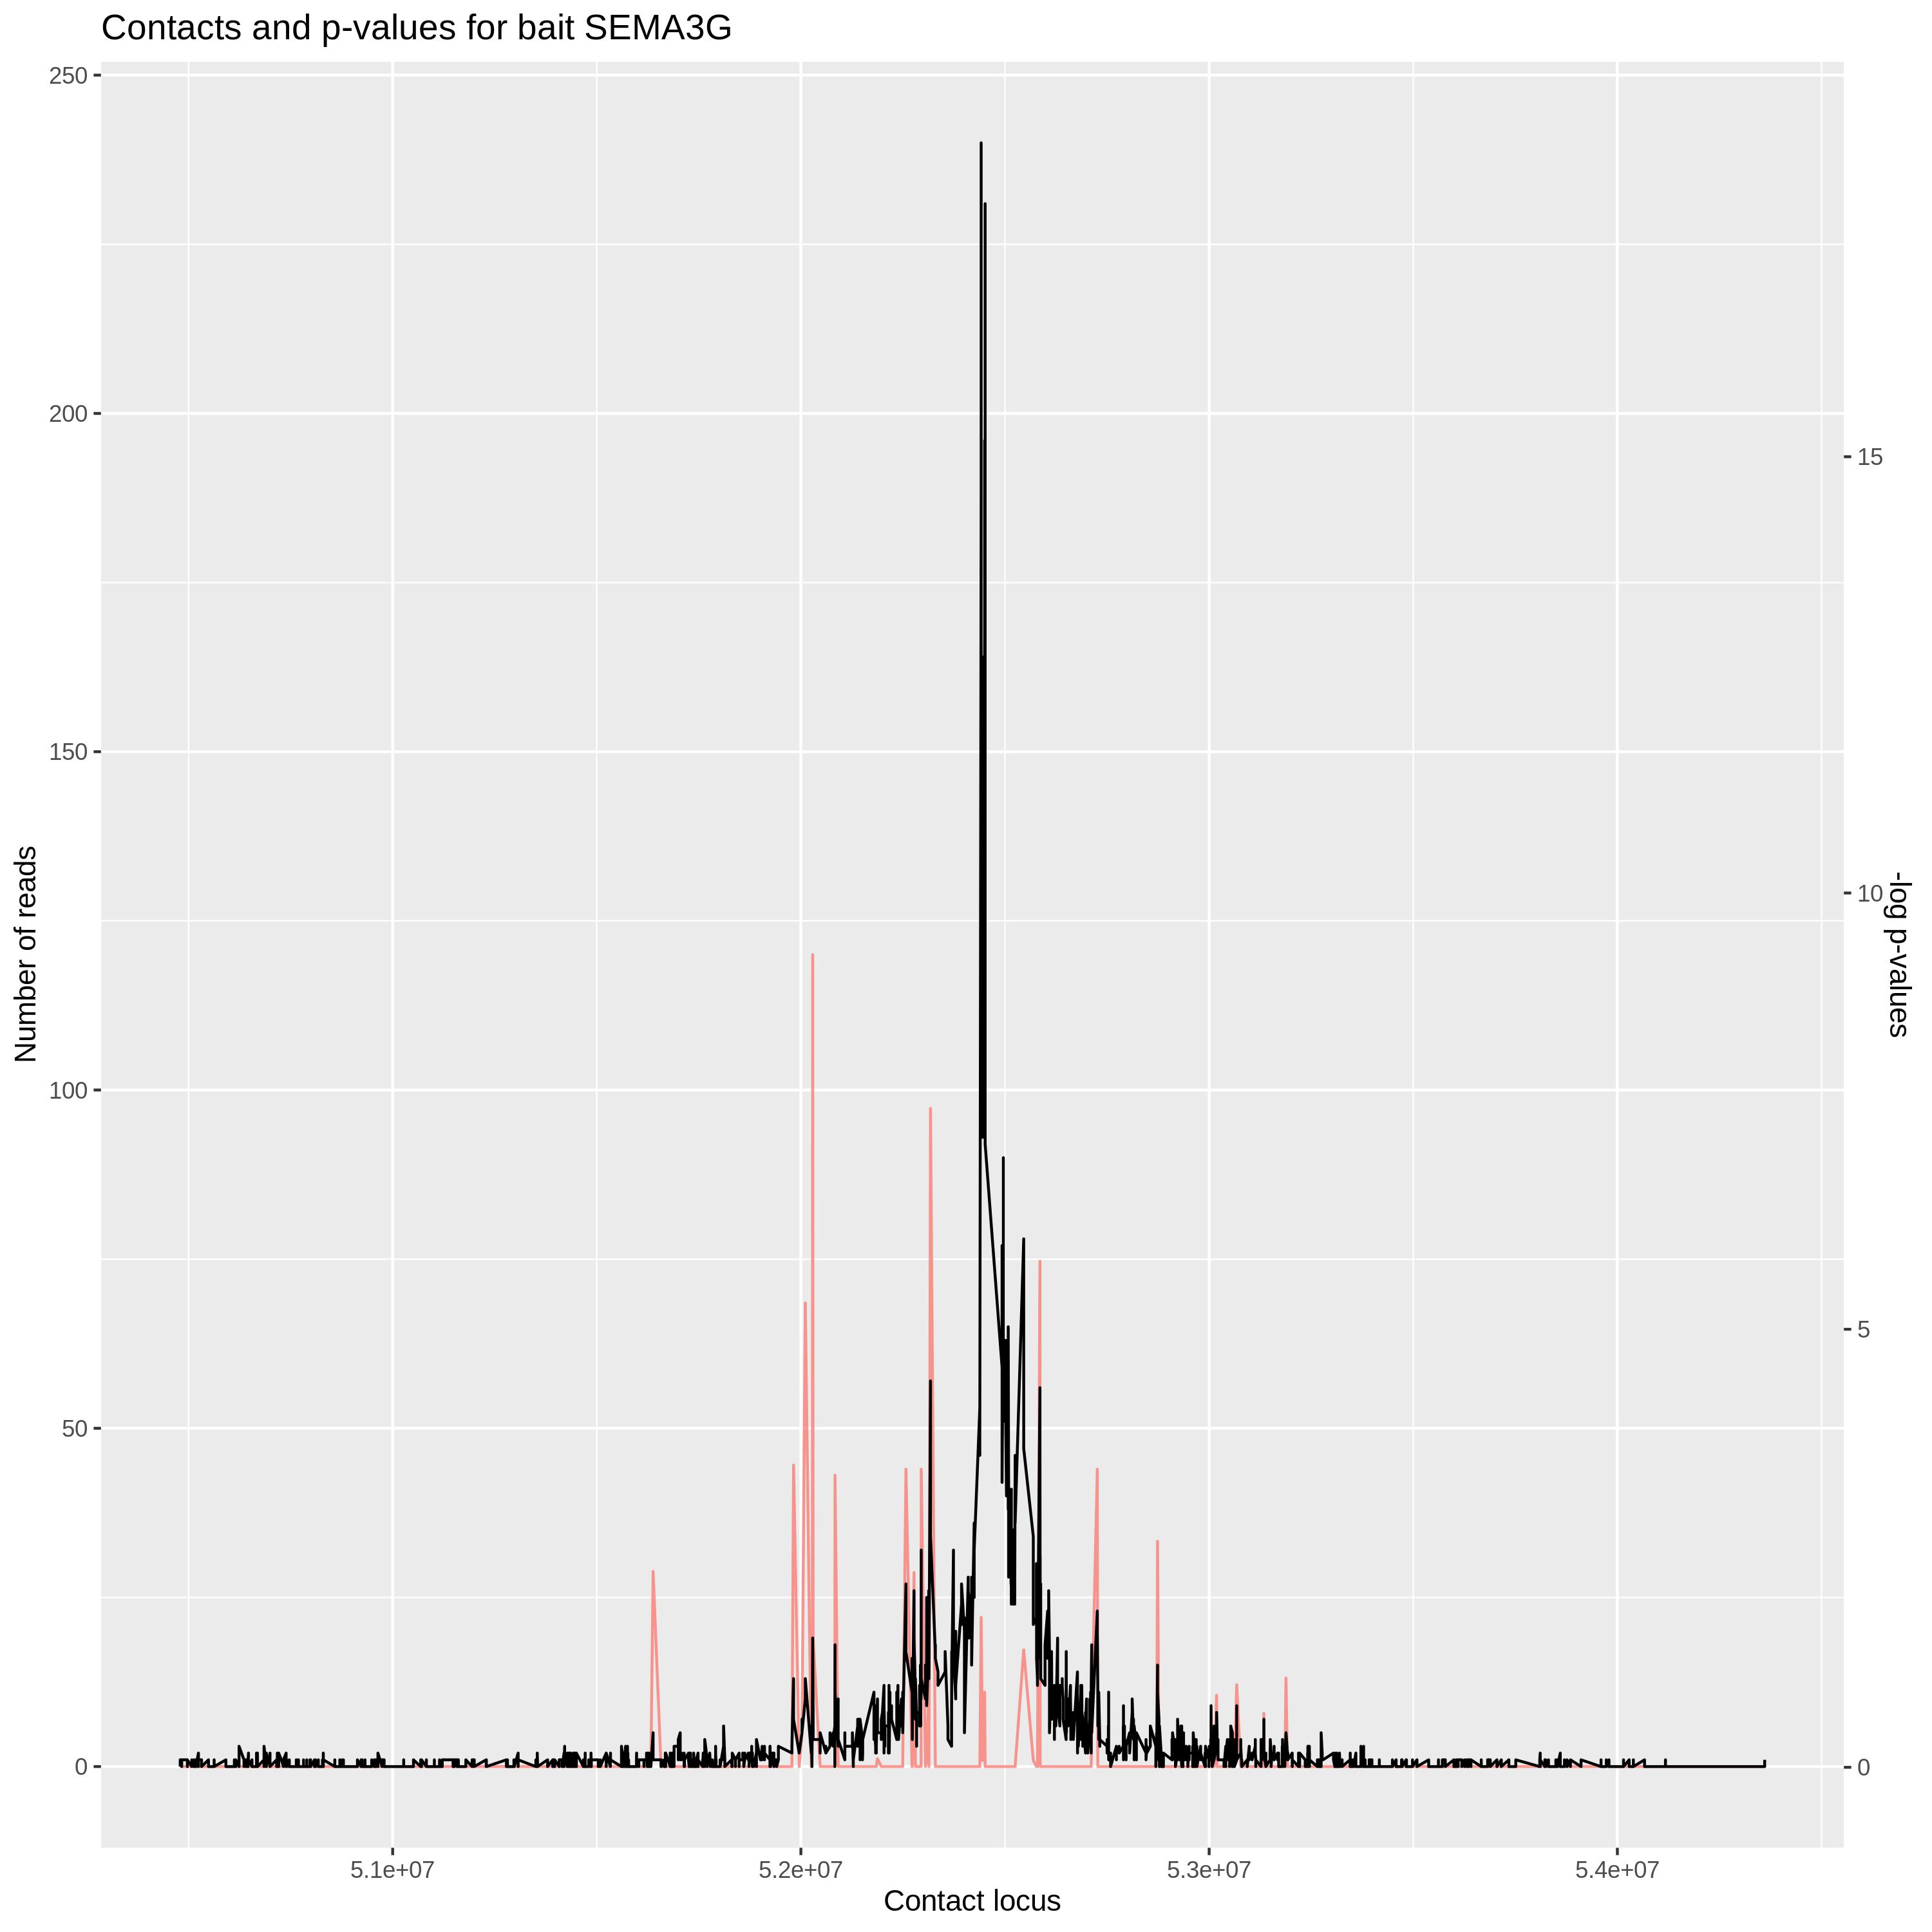 Contacts and p-values for bait SEMA3G
250
200
150
100
50
0
Number of reads
15
10
5
0
-log p-values
5.1e+07
5.2e+07
5.3e+07
5.4e+07
Contact locus